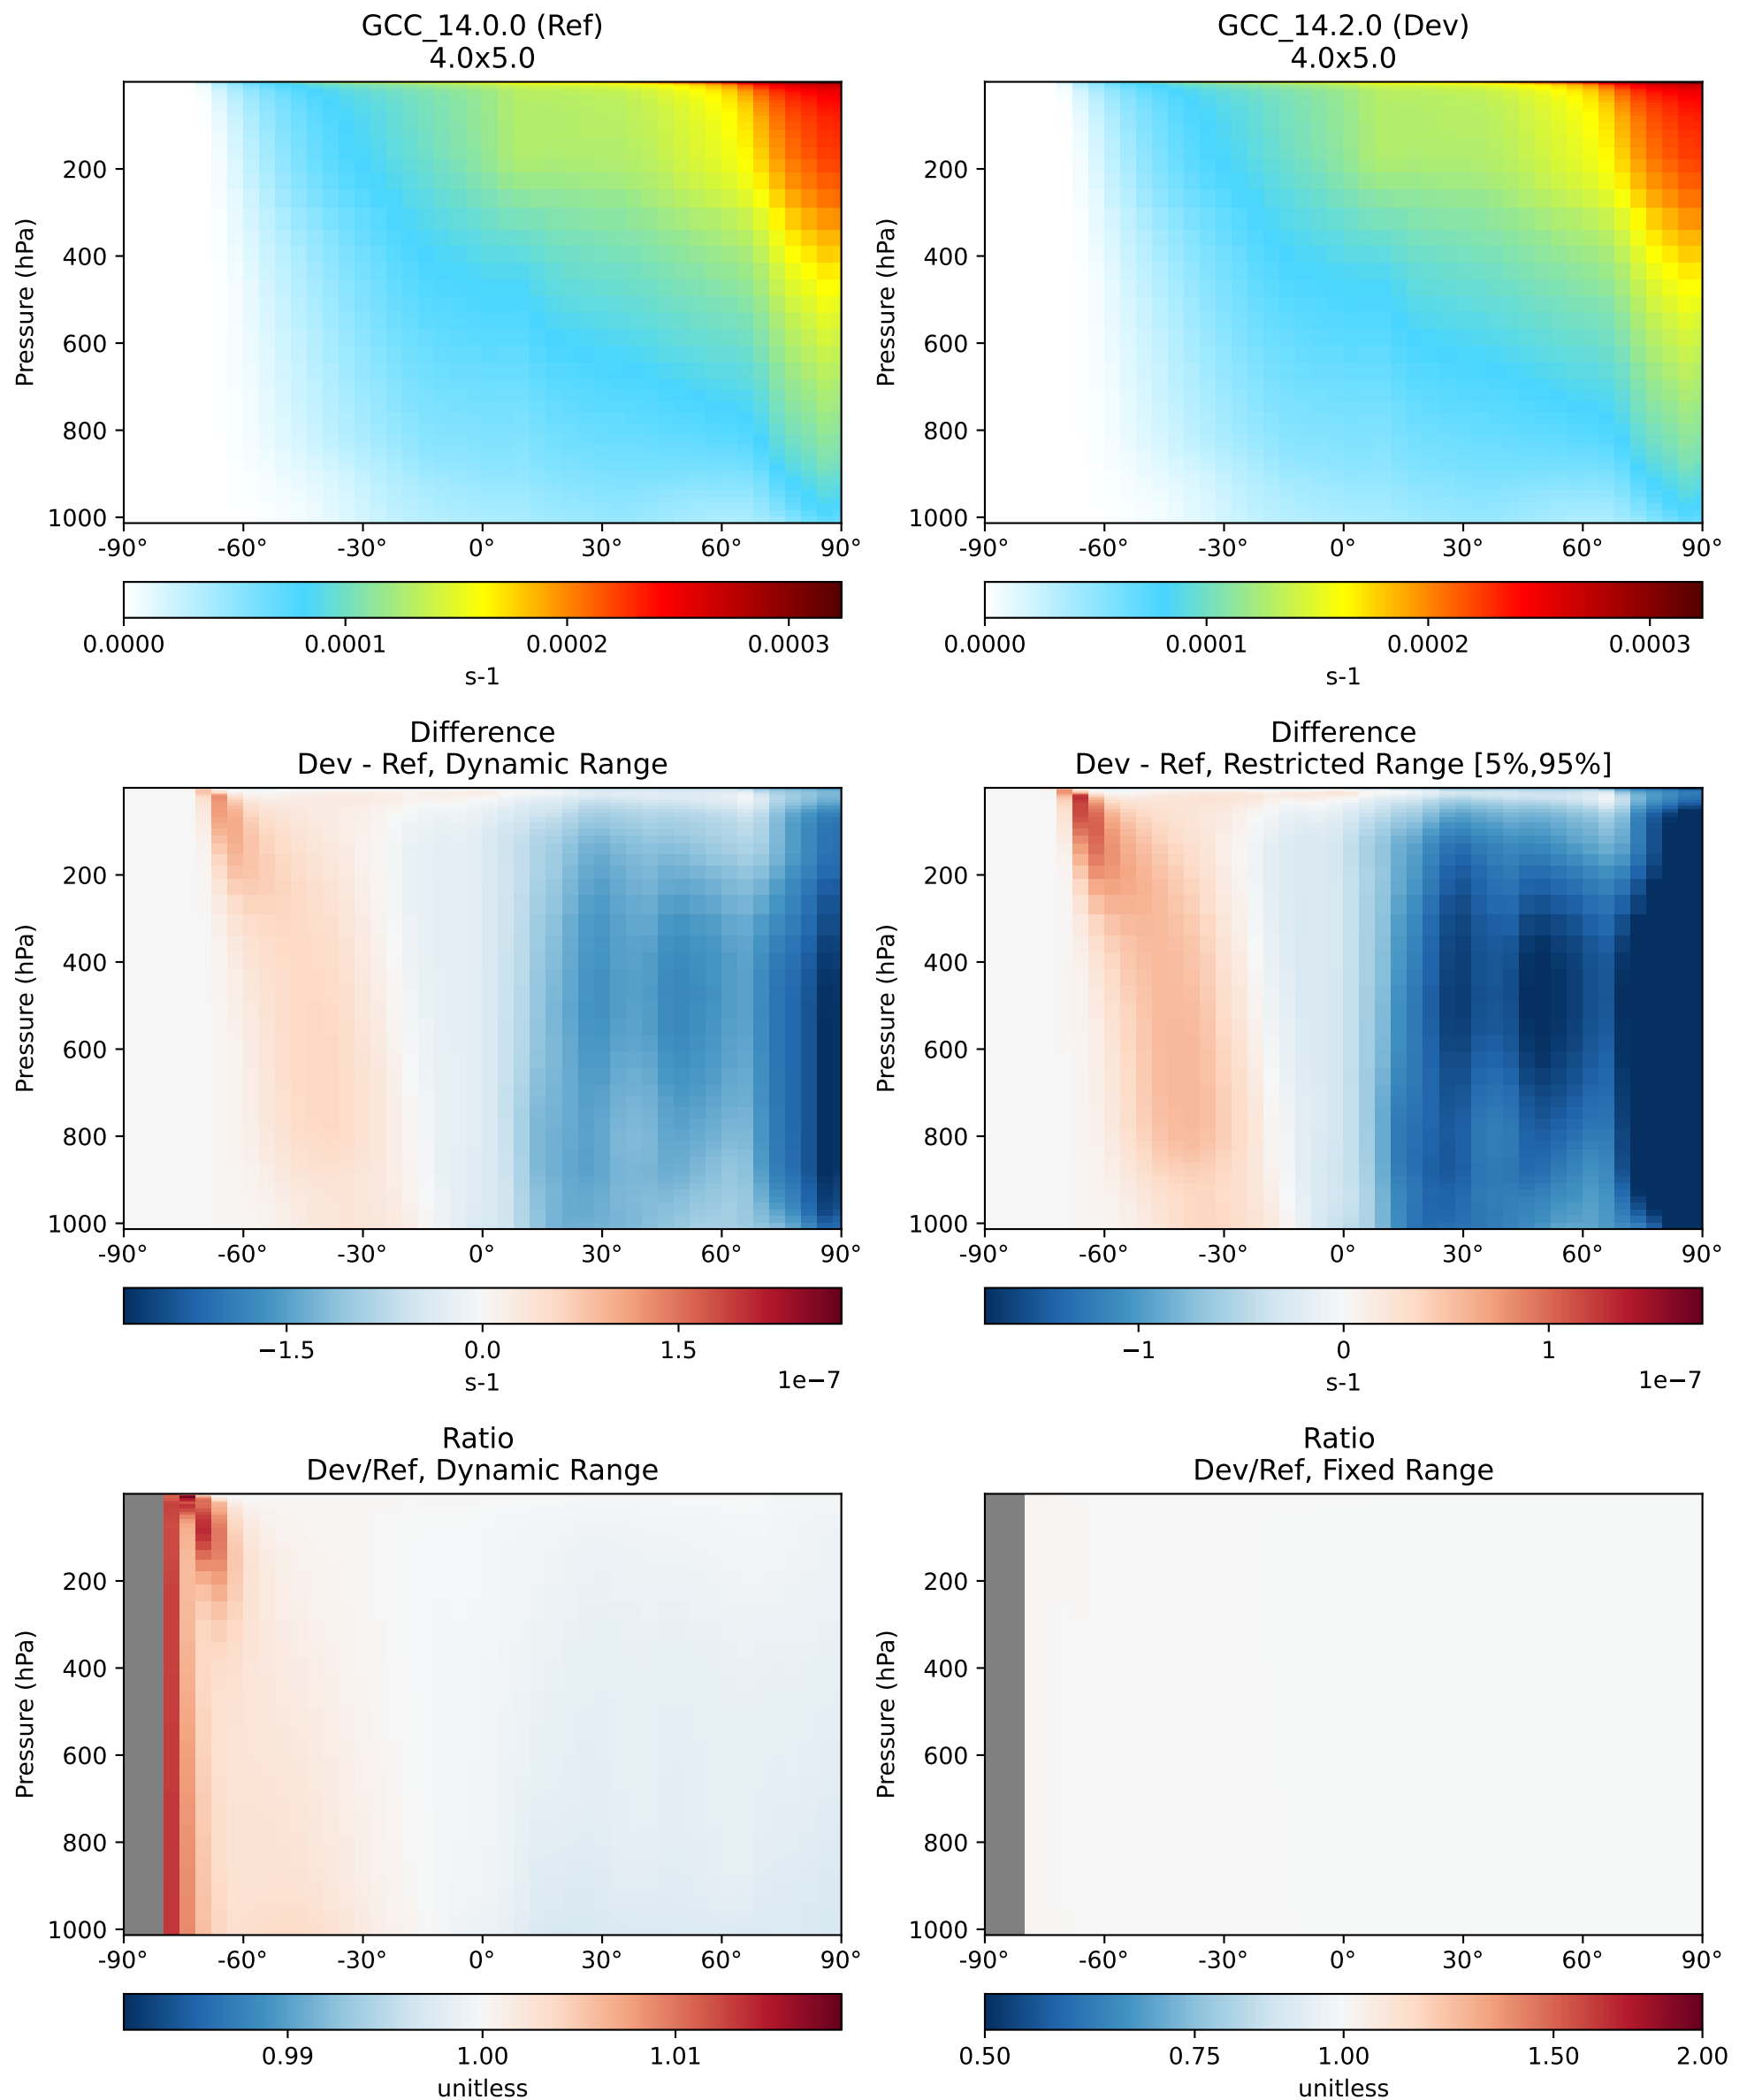 GCC_14.0.0 (Ref)
4.0x5.0
GCC_14.2.0 (Dev)
4.0x5.0
Pressure (hPa)
200
400
600
800
1000
-90° -60° -30° 0° 30° 60° 90°
0.0000 0.0001 0.0002 0.0003
s-1
Pressure (hPa)
200
400
600
800
1000
-90° -60° -30° 0° 30° 60° 90°
0.0000 0.0001 0.0002 0.0003
s-1
Difference
Dev - Ref, Dynamic Range
Pressure (hPa)
200
400
600
800
1000
-90° -60° -30° 0° 30° 60° 90°
−1.5 0.0 1.5
s-1
1e−7
Difference
Dev - Ref, Restricted Range [5%,95%]
Pressure (hPa)
200
400
600
800
1000
-90° -60° -30° 0° 30° 60° 90°
−1 0 1
s-1
1e−7
Ratio
Dev/Ref, Dynamic Range
Pressure (hPa)
200
400
600
800
1000
-90° -60° -30° 0° 30° 60° 90°
0.99 1.00 1.01
unitless
Ratio
Dev/Ref, Fixed Range
Pressure (hPa)
200
400
600
800
1000
-90° -60° -30° 0° 30° 60° 90°
0.50 0.75 1.00 1.50 2.00
unitless